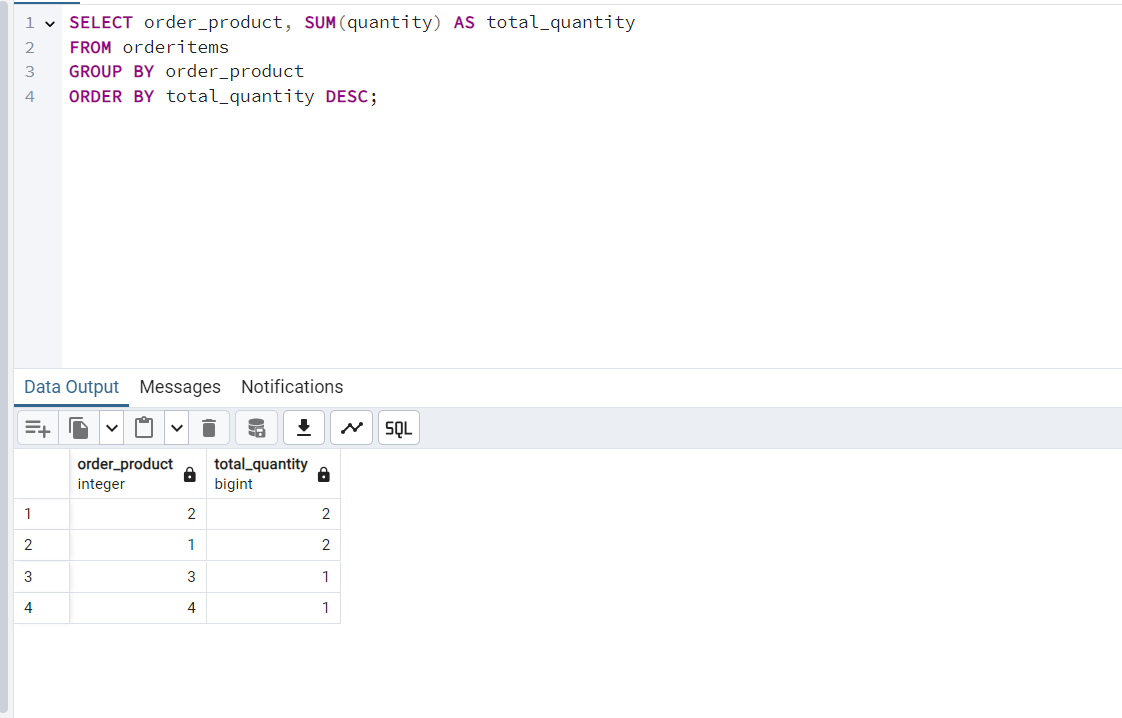 1 SELECT order_product, SUM(quantity) AS total_quantity
2 FROM orderitems
3 GROUP BY order_product
4 ORDER BY total_quantity DESC;
Data Output Messages Notifications
SQL
order_product total_quantity
integer bigint
1 2 2
2 1 2
3 3 1
4 4 1